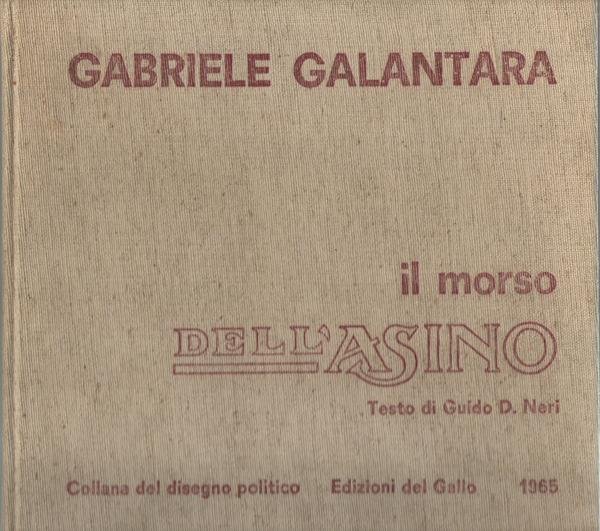 GABRIELE GALANTARA
il morso
DELL'ASINO
Testo di Guido D. Neri
Collana del disegno politico Edizioni del Gallo 1965